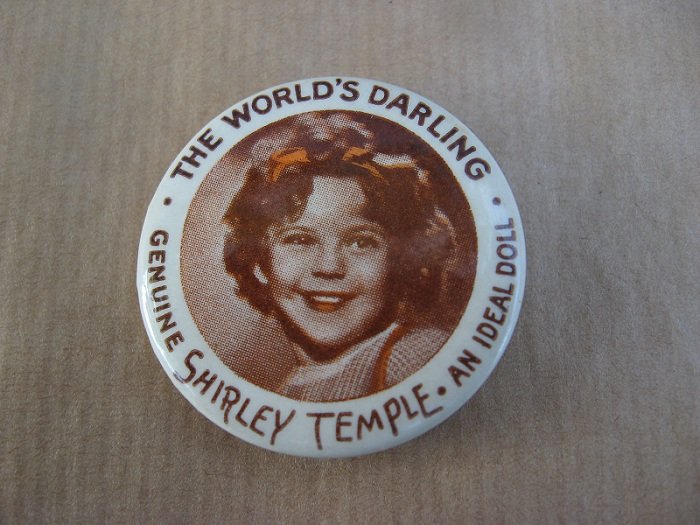 • THE WORLD'S DARLING •
GENUINE SHIRLEY TEMPLE • AN IDEAL DOLL